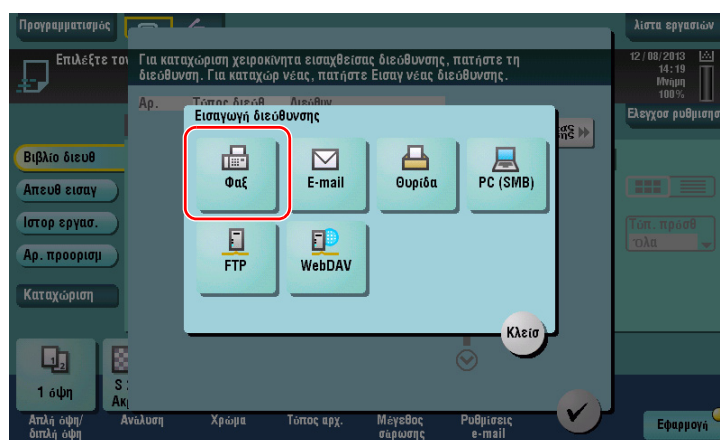 Προγραμματισμός
λίστα εργασιών
Επιλέξτε τον
Για καταχώριση χειροκίνητα εισαχθείσας διεύθυνσης, πατήστε τη
διεύθυνση. Για καταχώρ νέας, πατήστε Εισαγ νέας διεύθυνσης.
12/08/2013
14:19
Μνήμη
100%
Αρ. Τύπος διεύθ Διεύθυν
Έλεγχοσ ρυθμισησ
Εισαγωγή διεύθυνσης
Βιβλίο διευθ
Φαξ
E-mail
Θυρίδα
PC (SMB)
Απευθ εισαγ
Ιστορ εργασ.
Τύπ. πρόσθ
Όλα
Αρ. προορισμ
FTP
WebDAV
Καταχώριση
Κλείσ
1 όψη
Απλή όψη/
διπλή όψη
Ανάλυση
Χρώμα
Τύπος αρχ.
Μέγεθος
σάρωσης
Ρυθμίσεις
e-mail
Εφαρμογή